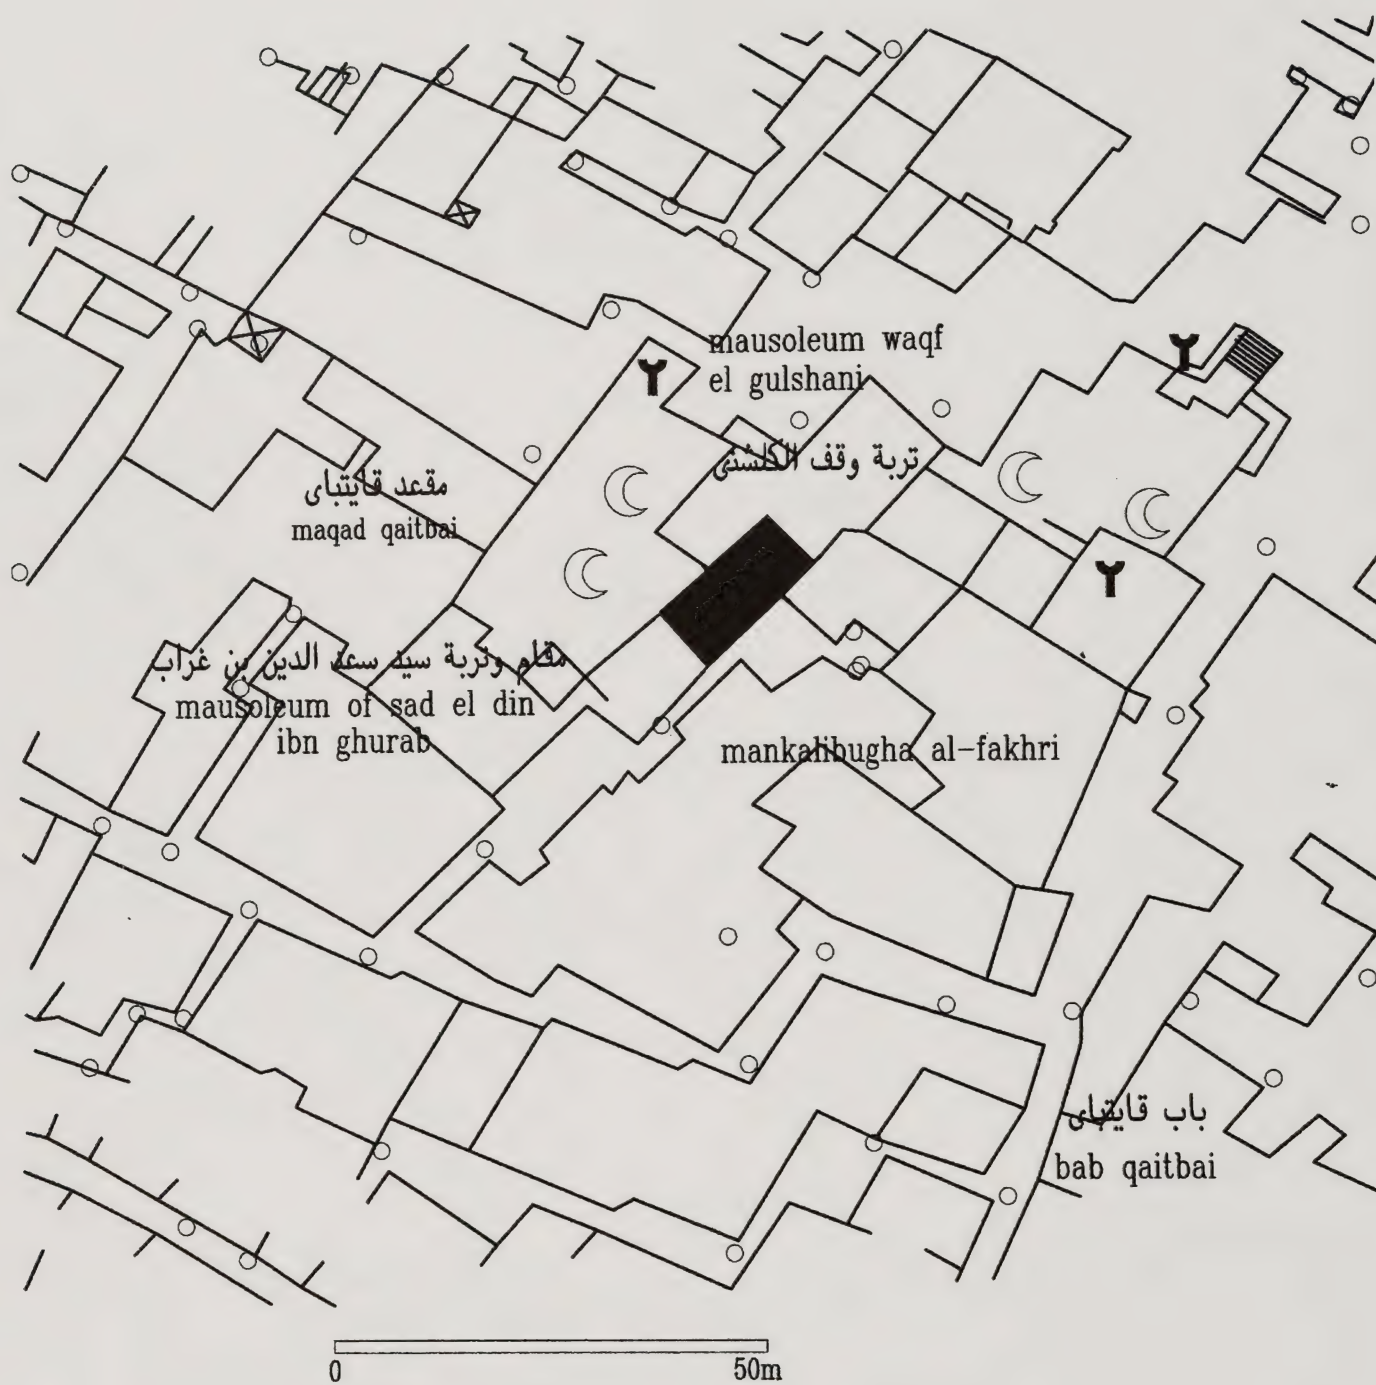 mausoleum waqf
el gulshani
تربة وقف الكلشنى
مقعد قايتباى
maqad qaitbai
مقام وتربة سيد سعد الدين بن غراب
mausoleum of sad el din
ibn ghurab
mankalibugha al-fakhri
باب قايتباى
bab qaitbai
0 50m